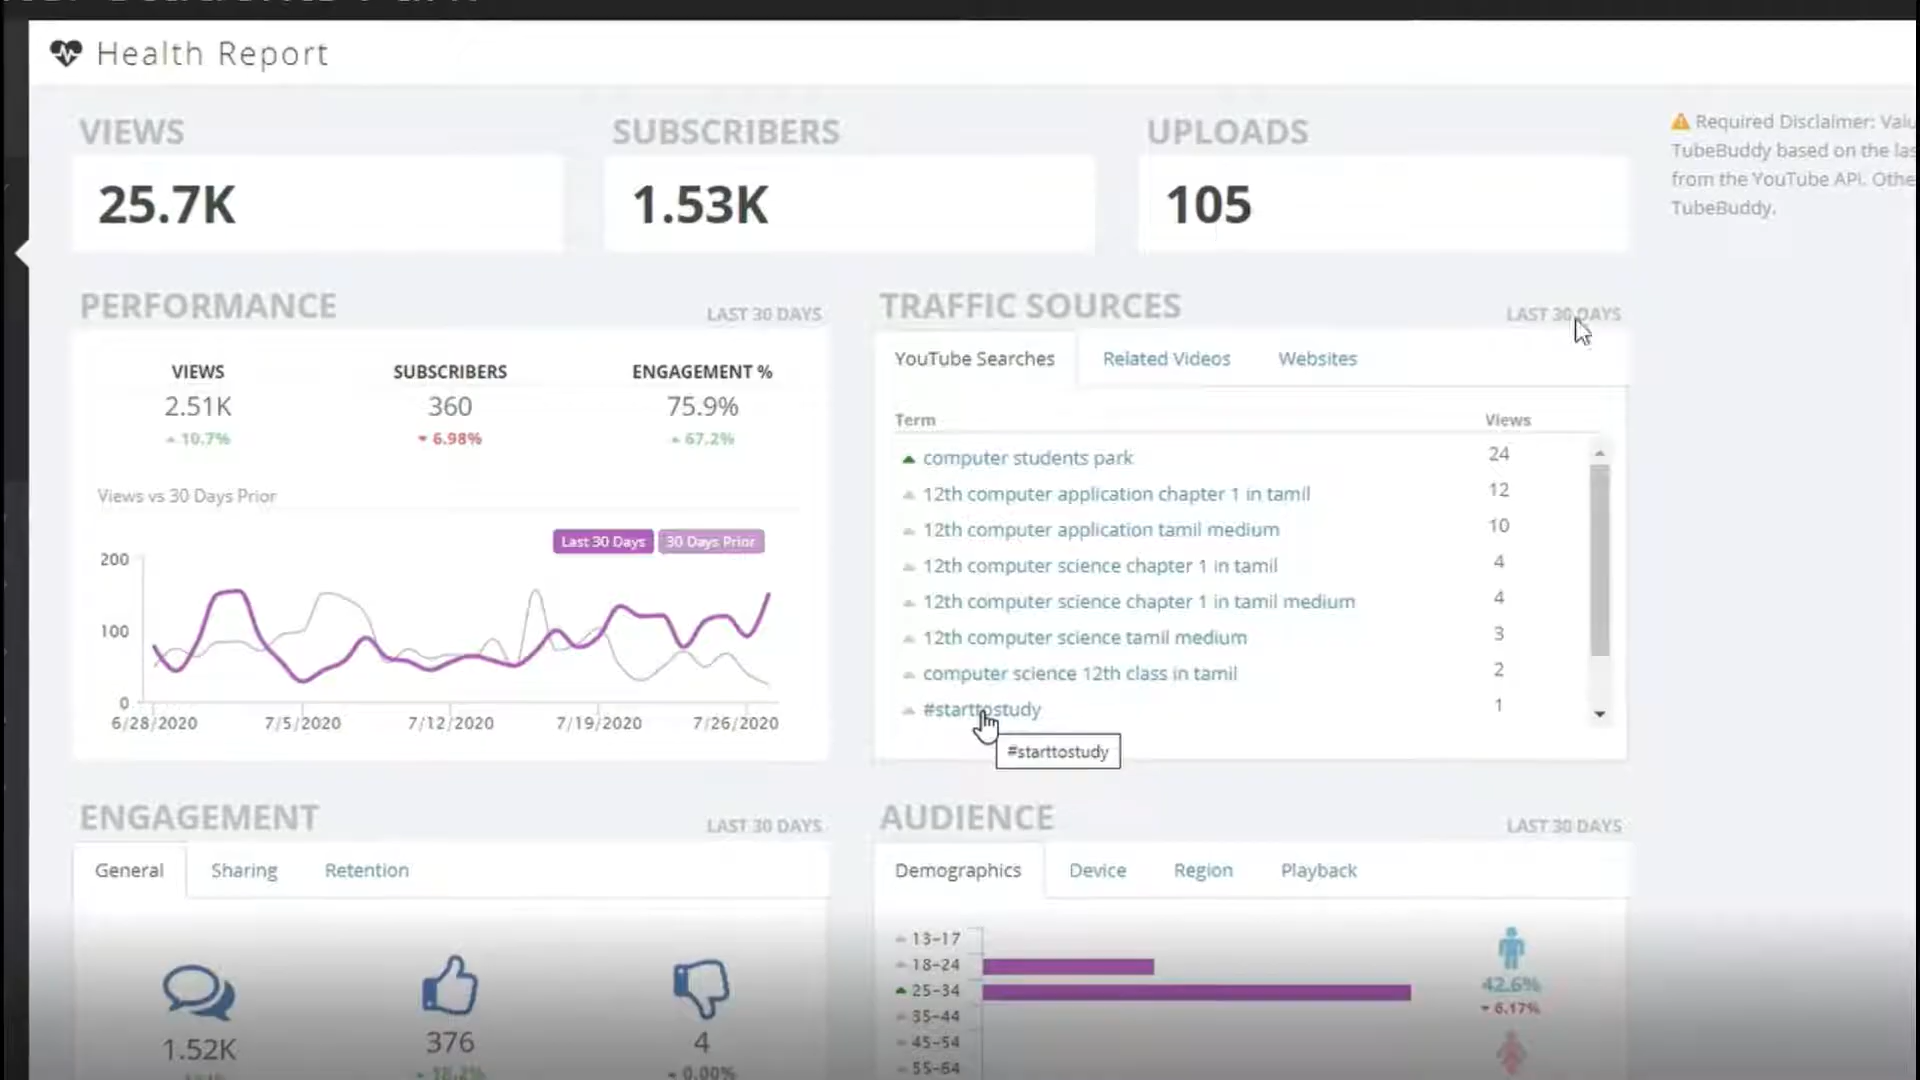 Health Report
VIEWS
25.7K
SUBSCRIBERS
1.53K
UPLOADS
105
Required Disclaimer: Valu
TubeBuddy based on the las
from the YouTube API. Othe
TubeBuddy.
PERFORMANCE
LAST 30 DAYS
VIEWS
2.51K
10.7%
SUBSCRIBERS
360
6.98%
ENGAGEMENT %
75.9%
67.2%
Views vs 30 Days Prior
Last 30 Days
30 Days Prior
200
100
0
6/28/2020
7/5/2020
7/12/2020
7/19/2020
7/26/2020
TRAFFIC SOURCES
LAST 30 DAYS
YouTube Searches
Related Videos
Websites
Term Views
computer students park 24
12th computer application chapter 1 in tamil 12
12th computer application tamil medium 10
12th computer science chapter 1 in tamil 4
12th computer science chapter 1 in tamil medium 4
12th computer science tamil medium 3
computer science 12th class in tamil 2
#starttostudy 1
#starttostudy
ENGAGEMENT
LAST 30 DAYS
General
Sharing
Retention
1.52K
376
18.2%
4
0.00%
AUDIENCE
LAST 30 DAYS
Demographics
Device
Region
Playback
13-17
18-24
25-34
35-44
45-54
55-64
42.6%
6.17%